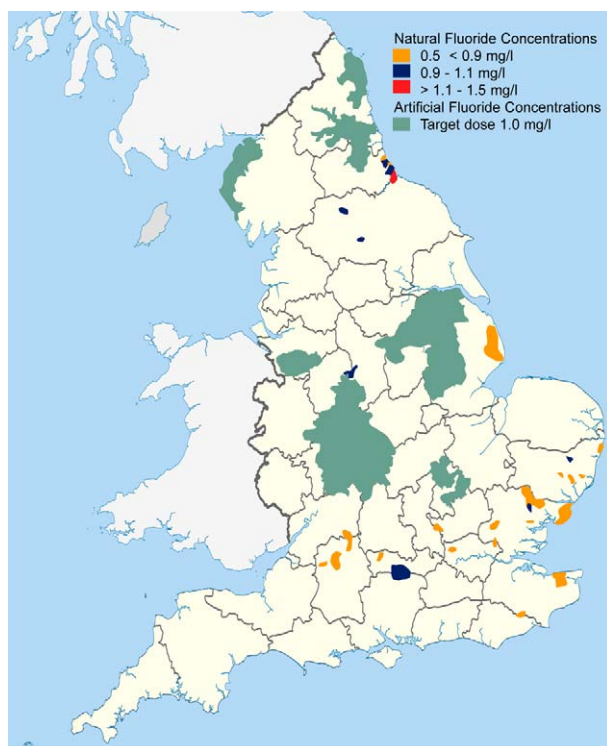 Natural Fluoride Concentrations
0.5 < 0.9 mg/l
0.9 - 1.1 mg/l
> 1.1 - 1.5 mg/l
Artificial Fluoride Concentrations
Target dose 1.0 mg/l